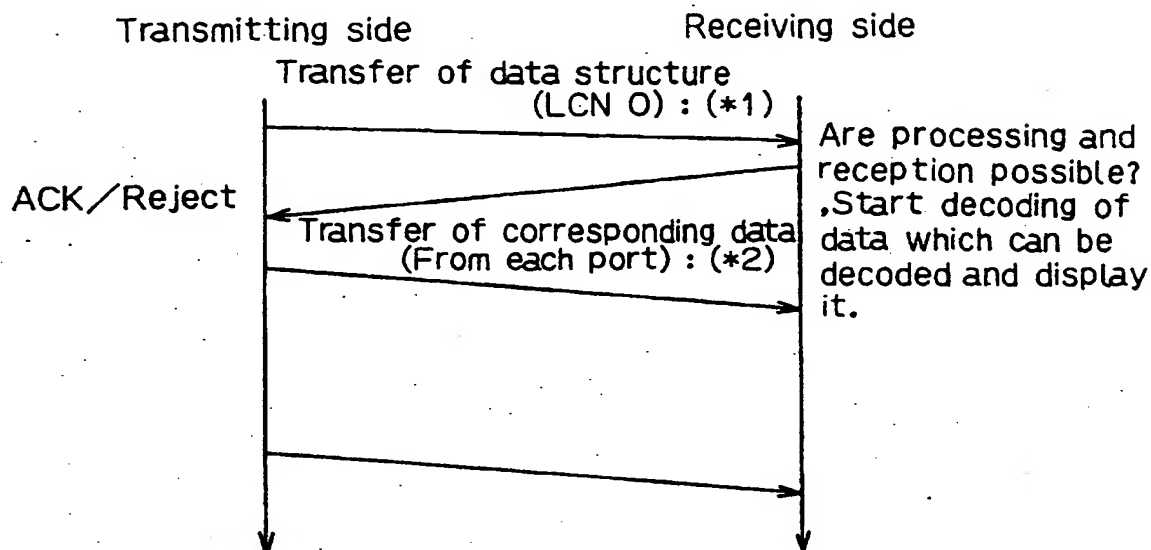 Transmitting side
Receiving side
Transfer of data structure
(LCN 0) : (*1)
Are processing and
reception possible?
,Start decoding of
data which can be
decoded and display
it.
ACK/Reject
Transfer of corresponding data
(From each port) : (*2)